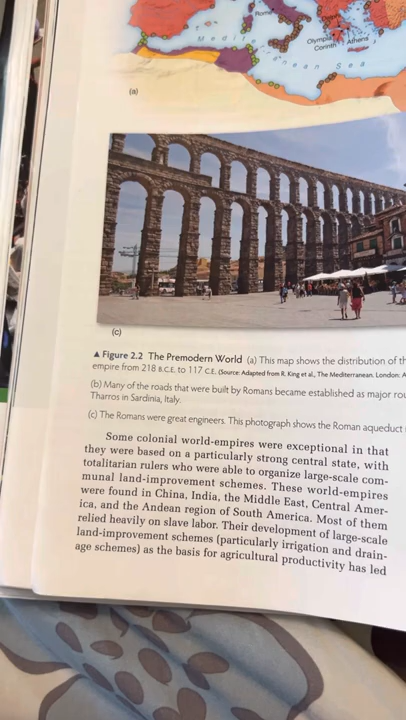 Rome
Olympia
Athens
Corinth
Mediterranean Sea
(a)
(c)
▲ Figure 2.2 The Premodern World (a) This map shows the distribution of
empire from 218 B.C.E. to 117 C.E. (Source: Adapted from R. King et al., The Mediterranean. London:
(b) Many of the roads that were built by Romans became established as major
Tharros in Sardinia, Italy.
(c) The Romans were great engineers. This photograph shows the Roman aqueduct
Some colonial world-empires were exceptional in that
they were based on a particularly strong central state, with
totalitarian rulers who were able to organize large-scale com-
munal land-improvement schemes. These world-empires
were found in China, India, the Middle East, Central Amer-
ica, and the Andean region of South America. Most of them
relied heavily on slave labor. Their development of large-scale
land-improvement schemes (particularly irrigation and drain-
age schemes) as the basis for agricultural productivity has led